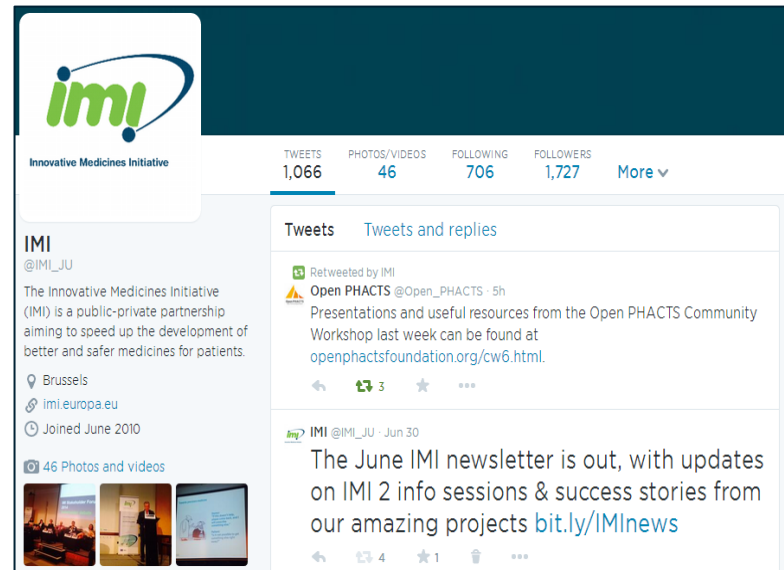 imi
Innovative Medicines Initiative
TWEETS
1,066
PHOTOS/VIDEOS
46
FOLLOWING
706
FOLLOWERS
1,727
More
IMI
@IMI_JU
The Innovative Medicines Initiative
(IMI) is a public-private partnership
aiming to speed up the development of
better and safer medicines for patients.
Brussels
imi.europa.eu
Joined June 2010
46 Photos and videos
Tweets Tweets and replies
Retweeted by IMI
Open PHACTS @Open_PHACTS · 5h
Presentations and useful resources from the Open PHACTS Community
Workshop last week can be found at
openphactsfoundation.org/cw6.html.
3
imi IMI @IMI_JU · Jun 30
The June IMI newsletter is out, with updates
on IMI 2 info sessions & success stories from
our amazing projects bit.ly/IMInews
4 1